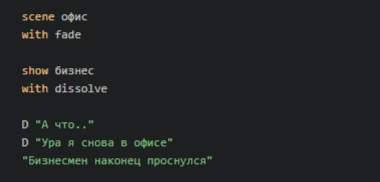 scene офис
with fade
show бизнес
with dissolve
D "А что.."
D "Ура я снова в офисе"
"Бизнесмен наконец проснулся"